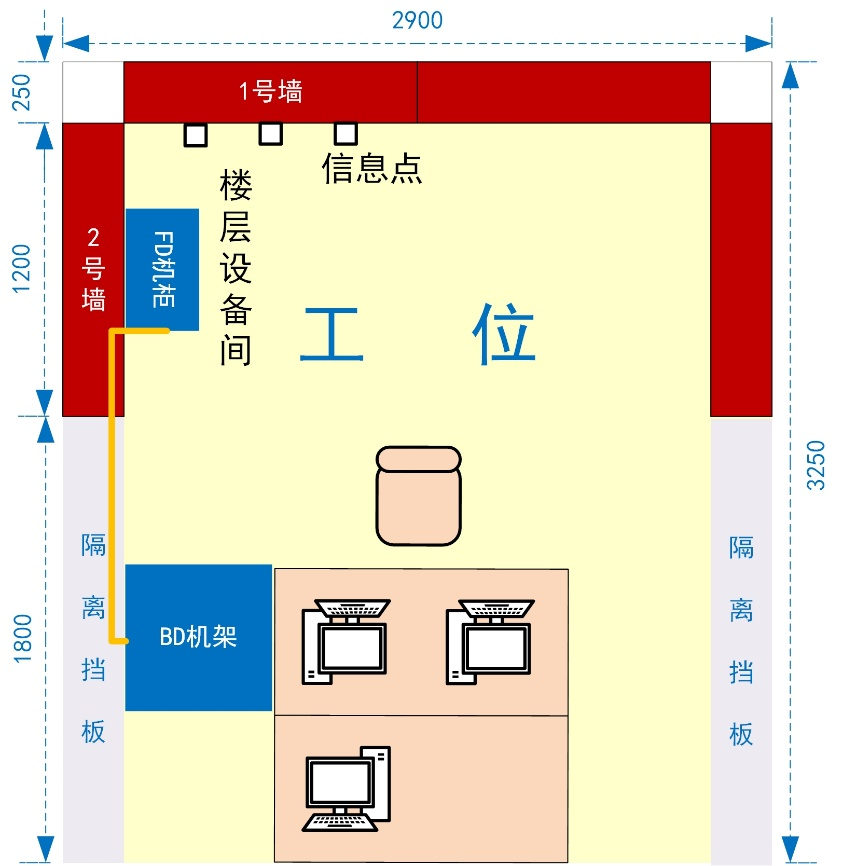 2900
250
1号墙
信息点
楼层设备间
2号墙
FD机柜
1200
工 位
3250
隔离挡板
隔离挡板
1800
BD机架